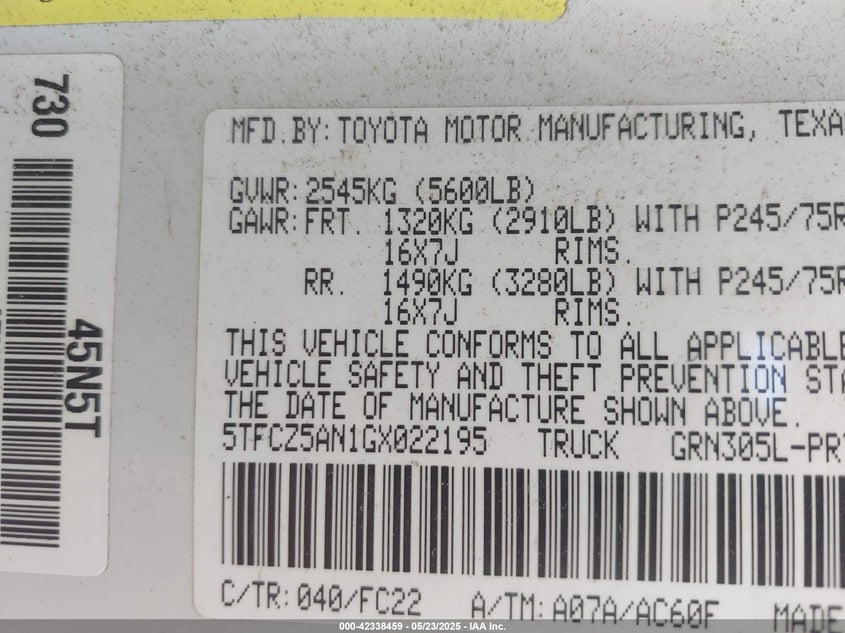 730
45N5T
MFD.BY:TOYOTA MOTOR MANUFACTURING, TEXA
GVWR:2545KG (5600LB)
GAWR:FRT. 1320KG (2910LB) WITH P245/75R
16X7J RIMS.
RR. 1490KG (3280LB) WITH P245/75R
16X7J RIMS.
THIS VEHICLE CONFORMS TO ALL APPLICABLE
VEHICLE SAFETY AND THEFT PREVENTION STA
THE DATE OF MANUFACTURE SHOWN ABOVE.
5TFCZ5AN1GX022195 TRUCK GRN305L-PR
C/TR:040/FC22 A/TM:A07A/AC60F MADE
000-42338459 - 05/23/2025 - IAA Inc.